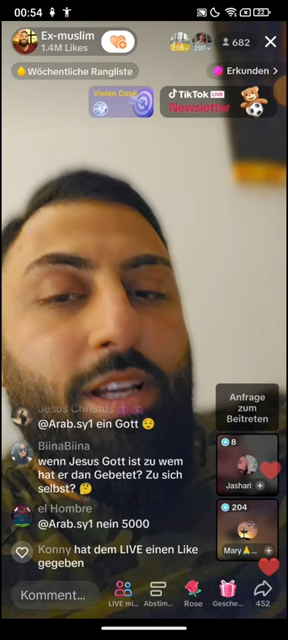 00:54
22
Ex-muslim
1.4M Likes
200+
200+
682
Wöchentliche Rangliste
Erkunden >
Vielen Dank
TikTok LIVE
Newsletter
Anfrage
zum
Beitreten
Jesus Christus
@Arab.sy1 ein Gott 😌
BiinaBiina
wenn Jesus Gott ist zu wem
hat er dan Gebetet? Zu sich
selbst? 🤔
8
Jashari +
el Hombre
@Arab.sy1 nein 5000
204
Mary🙏... +
Konny hat dem LIVE einen Like
gegeben
Komment...
LIVE mi...
Abstim...
Rose
Gesche...
452